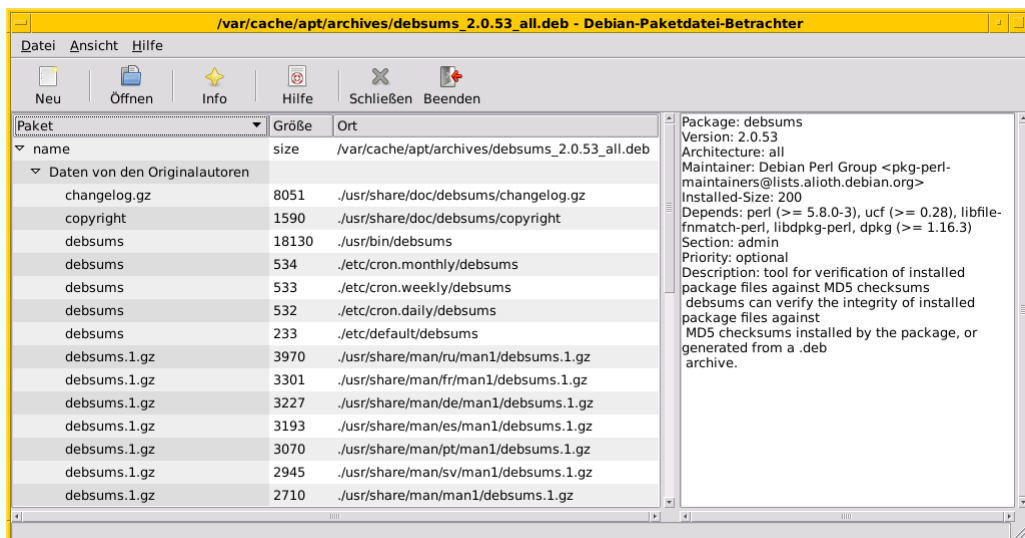 /var/cache/apt/archives/debsums_2.0.53_all.deb - Debian-Paketdatei-Betrachter
Datei Ansicht Hilfe
Neu Öffnen Info Hilfe Schließen Beenden
Paket Größe Ort
name size /var/cache/apt/archives/debsums_2.0.53_all.deb
Daten von den Originalautoren
changelog.gz 8051 ./usr/share/doc/debsums/changelog.gz
copyright 1590 ./usr/share/doc/debsums/copyright
debsums 18130 ./usr/bin/debsums
debsums 534 ./etc/cron.monthly/debsums
debsums 533 ./etc/cron.weekly/debsums
debsums 532 ./etc/cron.daily/debsums
debsums 233 ./etc/default/debsums
debsums.1.gz 3970 ./usr/share/man/ru/man1/debsums.1.gz
debsums.1.gz 3301 ./usr/share/man/fr/man1/debsums.1.gz
debsums.1.gz 3227 ./usr/share/man/de/man1/debsums.1.gz
debsums.1.gz 3193 ./usr/share/man/es/man1/debsums.1.gz
debsums.1.gz 3070 ./usr/share/man/pt/man1/debsums.1.gz
debsums.1.gz 2945 ./usr/share/man/sv/man1/debsums.1.gz
debsums.1.gz 2710 ./usr/share/man/man1/debsums.1.gz
Package: debsums
Version: 2.0.53
Architecture: all
Maintainer: Debian Perl Group <pkg-perl-
maintainers@lists.alioth.debian.org>
Installed-Size: 200
Depends: perl (>= 5.8.0-3), ucf (>= 0.28), libfile-
fnmatch-perl, libdpkg-perl, dpkg (>= 1.16.3)
Section: admin
Priority: optional
Description: tool for verification of installed
package files against MD5 checksums
debsums can verify the integrity of installed
package files against
MD5 checksums installed by the package, or
generated from a .deb
archive.